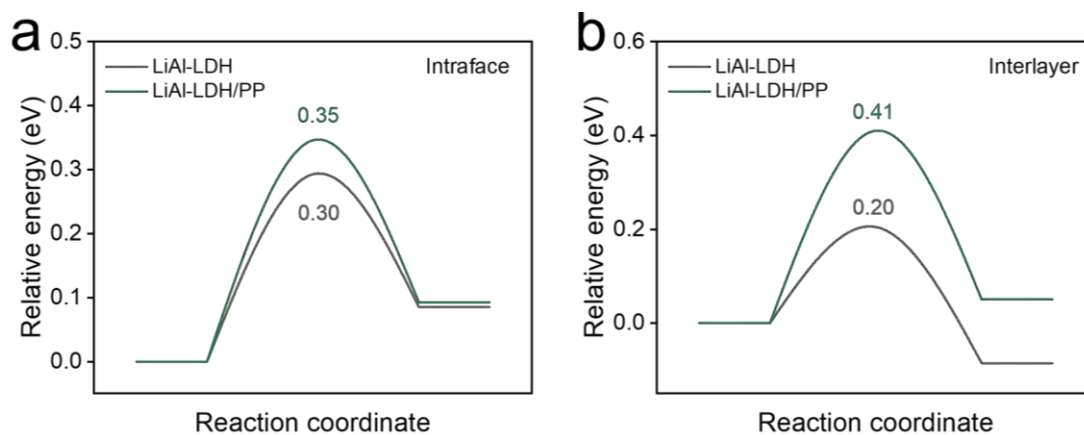 a
0.5
0.4
0.3
0.2
0.1
0.0
Relative energy (eV)
LiAl-LDH
LiAl-LDH/PP
Intraface
0.35
0.30
Reaction coordinate
b
0.6
0.4
0.2
0.0
Relative energy (eV)
LiAl-LDH
LiAl-LDH/PP
Interlayer
0.41
0.20
Reaction coordinate